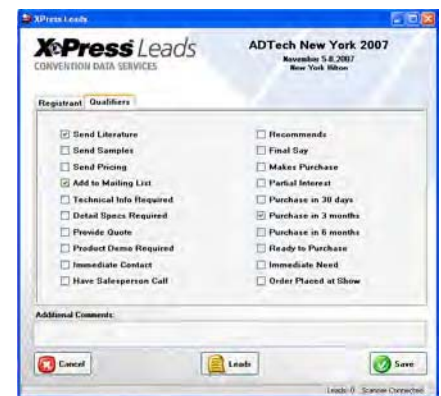 XPress Leads
XPress Leads
CONVENTION DATA SERVICES
ADTech New York 2007
November 5-8, 2007
New York Hilton
Registrant Qualifiers
Send Literature
Send Samples
Send Pricing
Add to Mailing List
Technical Info Required
Detail Specs Required
Provide Quote
Product Demo Required
Immediate Contact
Have Salesperson Call
Recommends
Final Say
Makes Purchase
Partial Interest
Purchase in 30 days
Purchase in 3 months
Purchase in 6 months
Ready to Purchase
Immediate Need
Order Placed at Show
Additional Comments:
Cancel
Leads
Save
Leads: 0 Scanner Connected